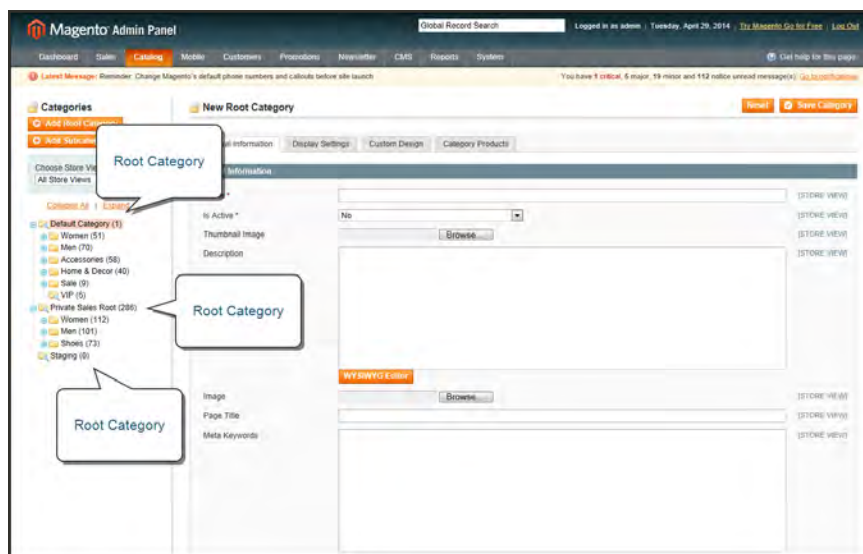 Magento Admin Panel
Global Record Search
Logged in as admin | Tuesday, April 29, 2014 | Try Magento Go for Free | Log Out
Dashboard Sales Catalog Mobile Customers Promotions Newsletter CMS Reports System
Get help for this page
Latest Message: Reminder: Change Magento's default phone numbers and callouts before site launch
You have 1 critical, 5 major, 19 minor and 112 notice unread message(s). Go to notifications
Categories
Add Root
Add Subcate
Choose Store Vi
All Store Views
Collapse All | Expand
Default Category (1)
Women (51)
Men (70)
Accessories (58)
Home & Decor (40)
Sale (9)
VIP (5)
Private Sales Root (286)
Women (112)
Men (101)
Shoes (73)
Staging (0)
Root Category
Root Category
Root Category
New Root Category
Reset
Save Category
Information
Display Settings
Custom Design
Category Products
Information
[STORE VIEW]
Is Active *
No
[STORE VIEW]
Thumbnail Image
Browse...
[STORE VIEW]
Description
[STORE VIEW]
WYSIWYG Editor
Image
Browse...
[STORE VIEW]
Page Title
[STORE VIEW]
Meta Keywords
[STORE VIEW]